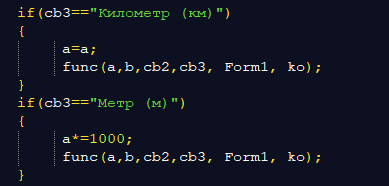 if(cb3=="Километр (км)")
{
a=a;
func(a,b,cb2,cb3, Form1, ko);
}
if(cb3=="Метр (м)")
{
a*=1000;
func(a,b,cb2,cb3, Form1, ko);
}